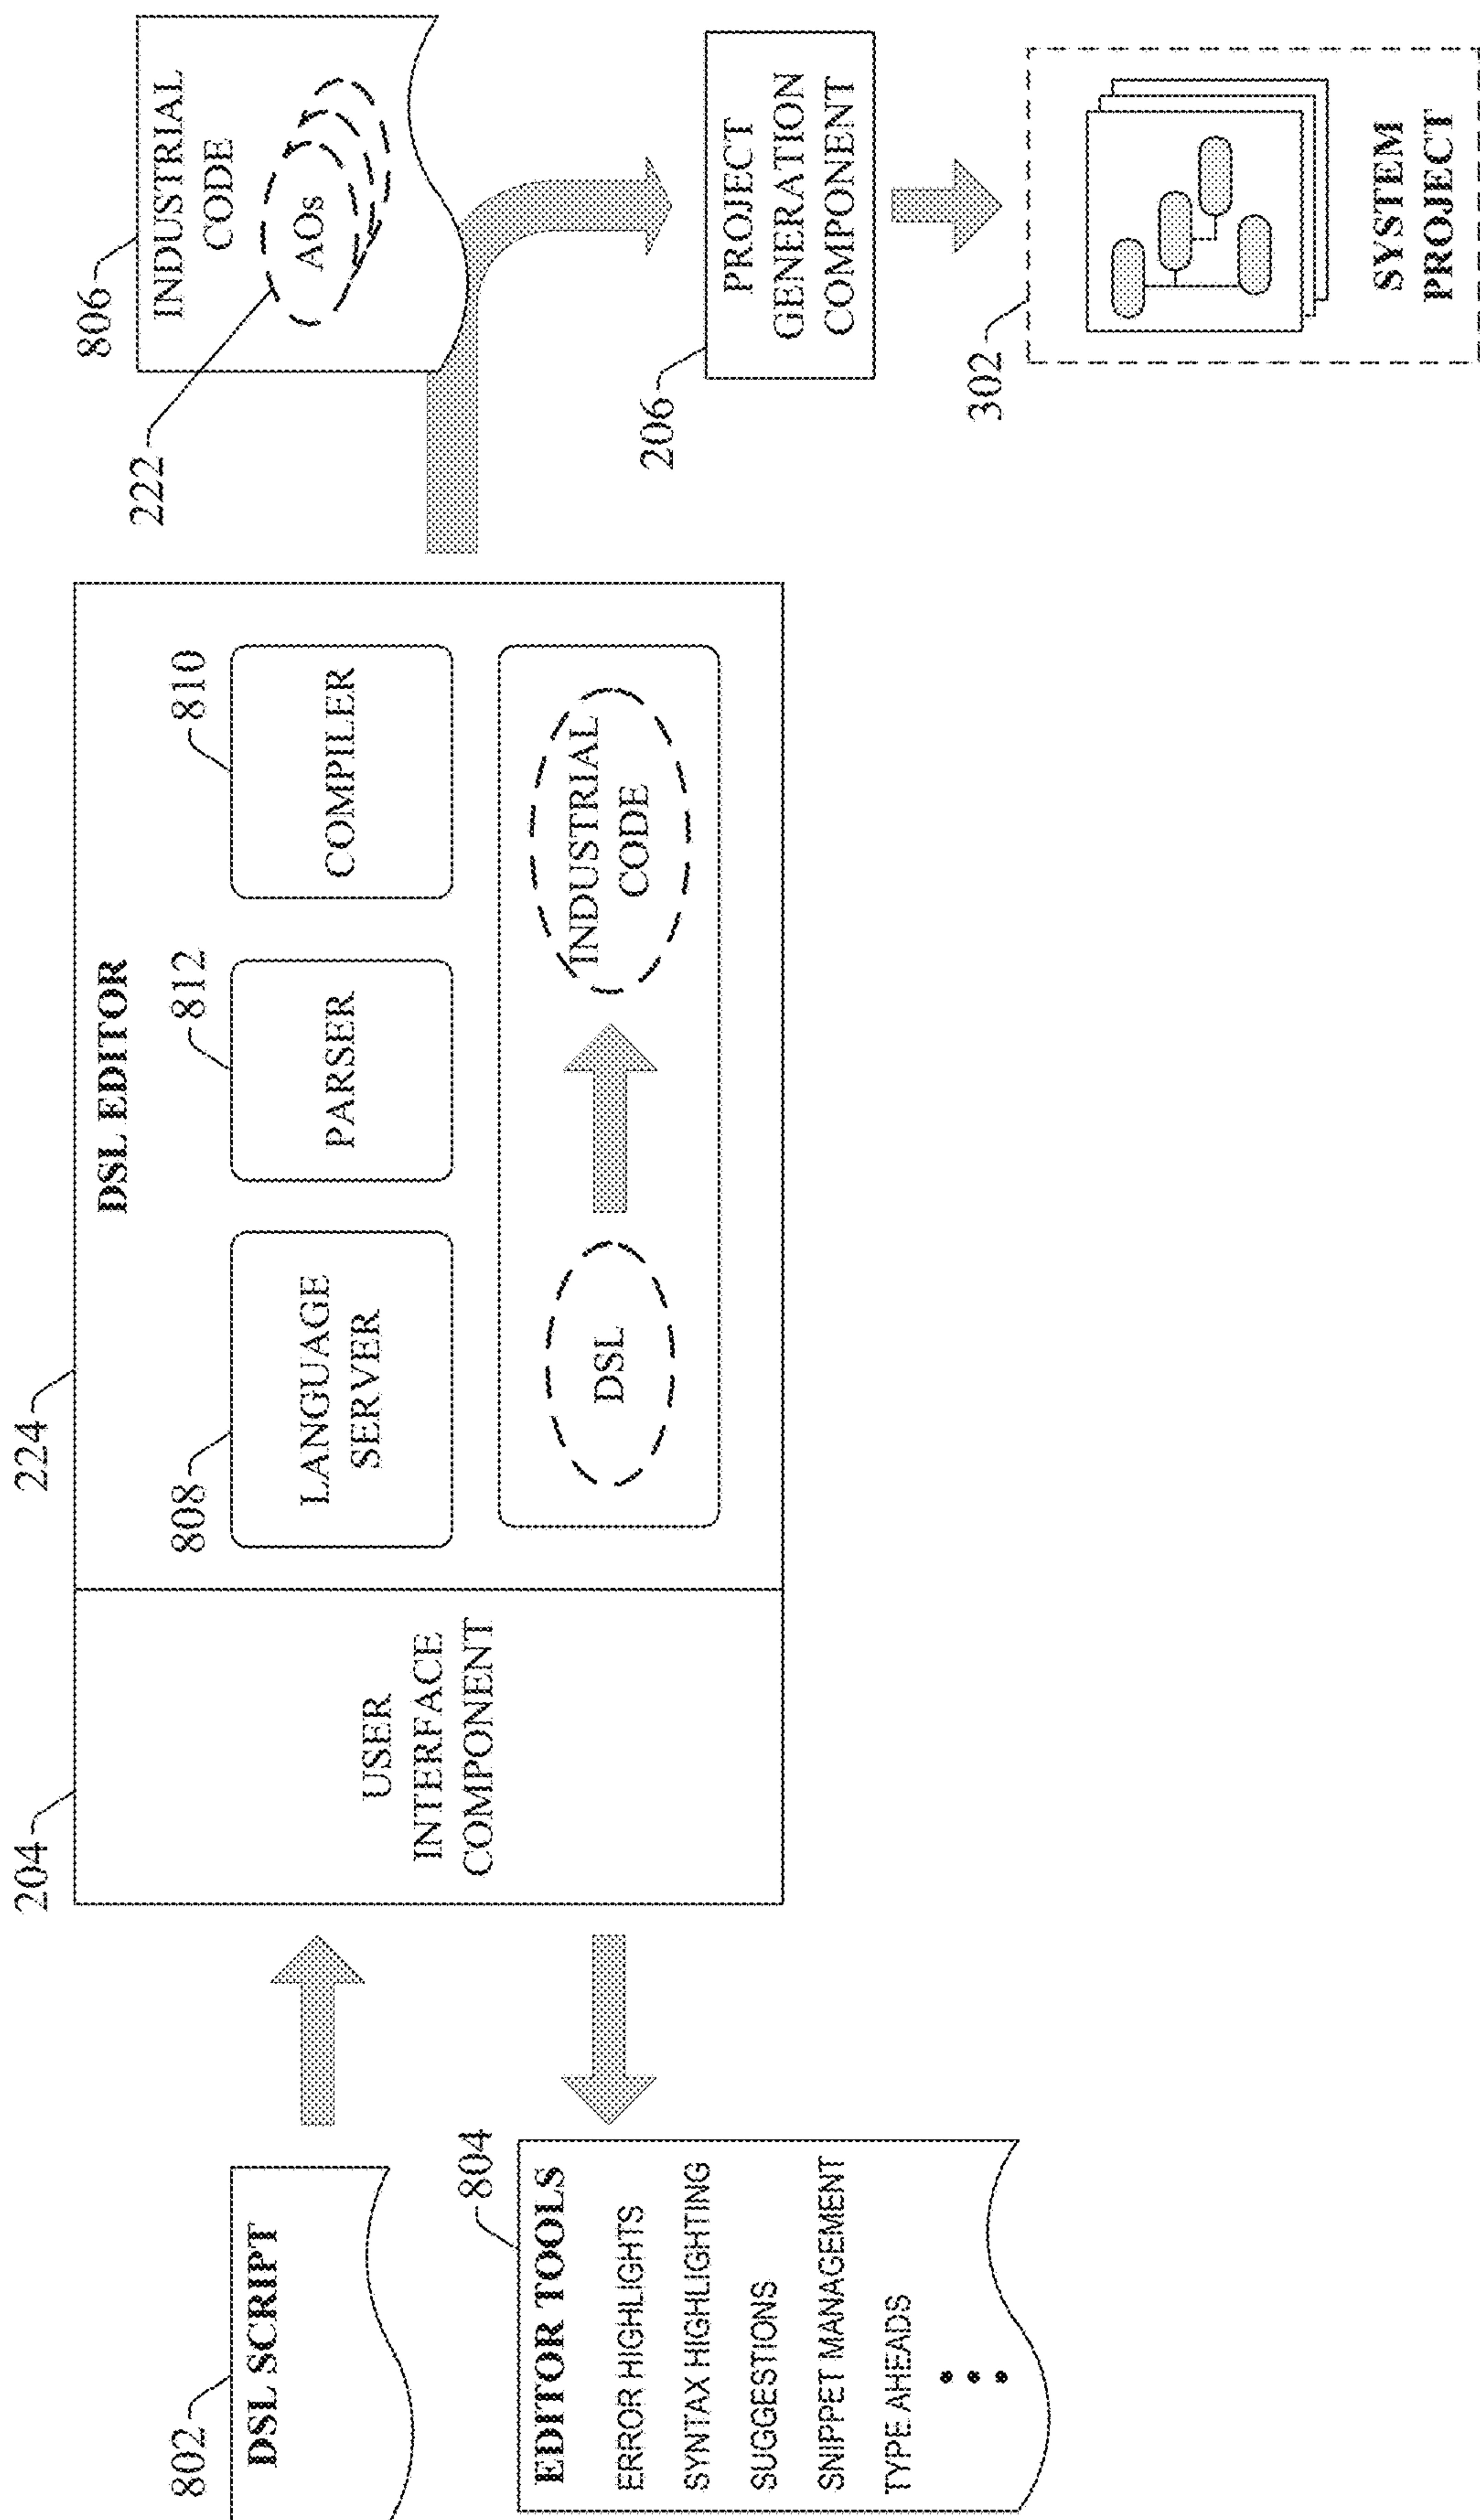 802
DSL SCRIPT
804
EDITOR TOOLS
ERROR HIGHLIGHTS
SYNTAX HIGHLIGHTING
SUGGESTIONS
SNIPPET MANAGEMENT
TYPE AHEADS
204
USER
INTERFACE
COMPONENT
224
DSL EDITOR
808
LANGUAGE
SERVER
812
PARSER
810
COMPILER
DSL
INDUSTRIAL
CODE
806
INDUSTRIAL
CODE
222
AOs
206
PROJECT
GENERATION
COMPONENT
302
SYSTEM
PROJECT